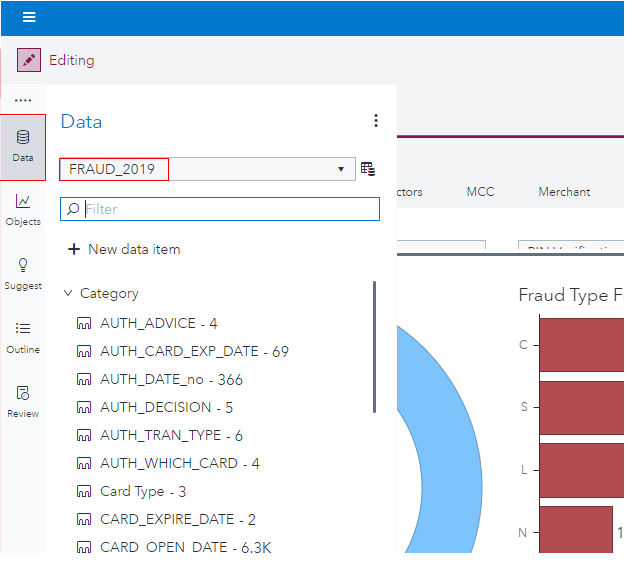 Editing
Data
Data
Objects
Suggest
Outline
Review
FRAUD_2019
Filter
New data item
Category
AUTH_ADVICE - 4
AUTH_CARD_EXP_DATE - 69
AUTH_DATE_no - 366
AUTH_DECISION - 5
AUTH_TRAN_TYPE - 6
AUTH_WHICH_CARD - 4
Card Type - 3
CARD_EXPIRE_DATE - 2
CARD_OPEN_DATE - 6.3K
ctors
MCC
Merchant
Fraud Type F
C
S
L
N
1